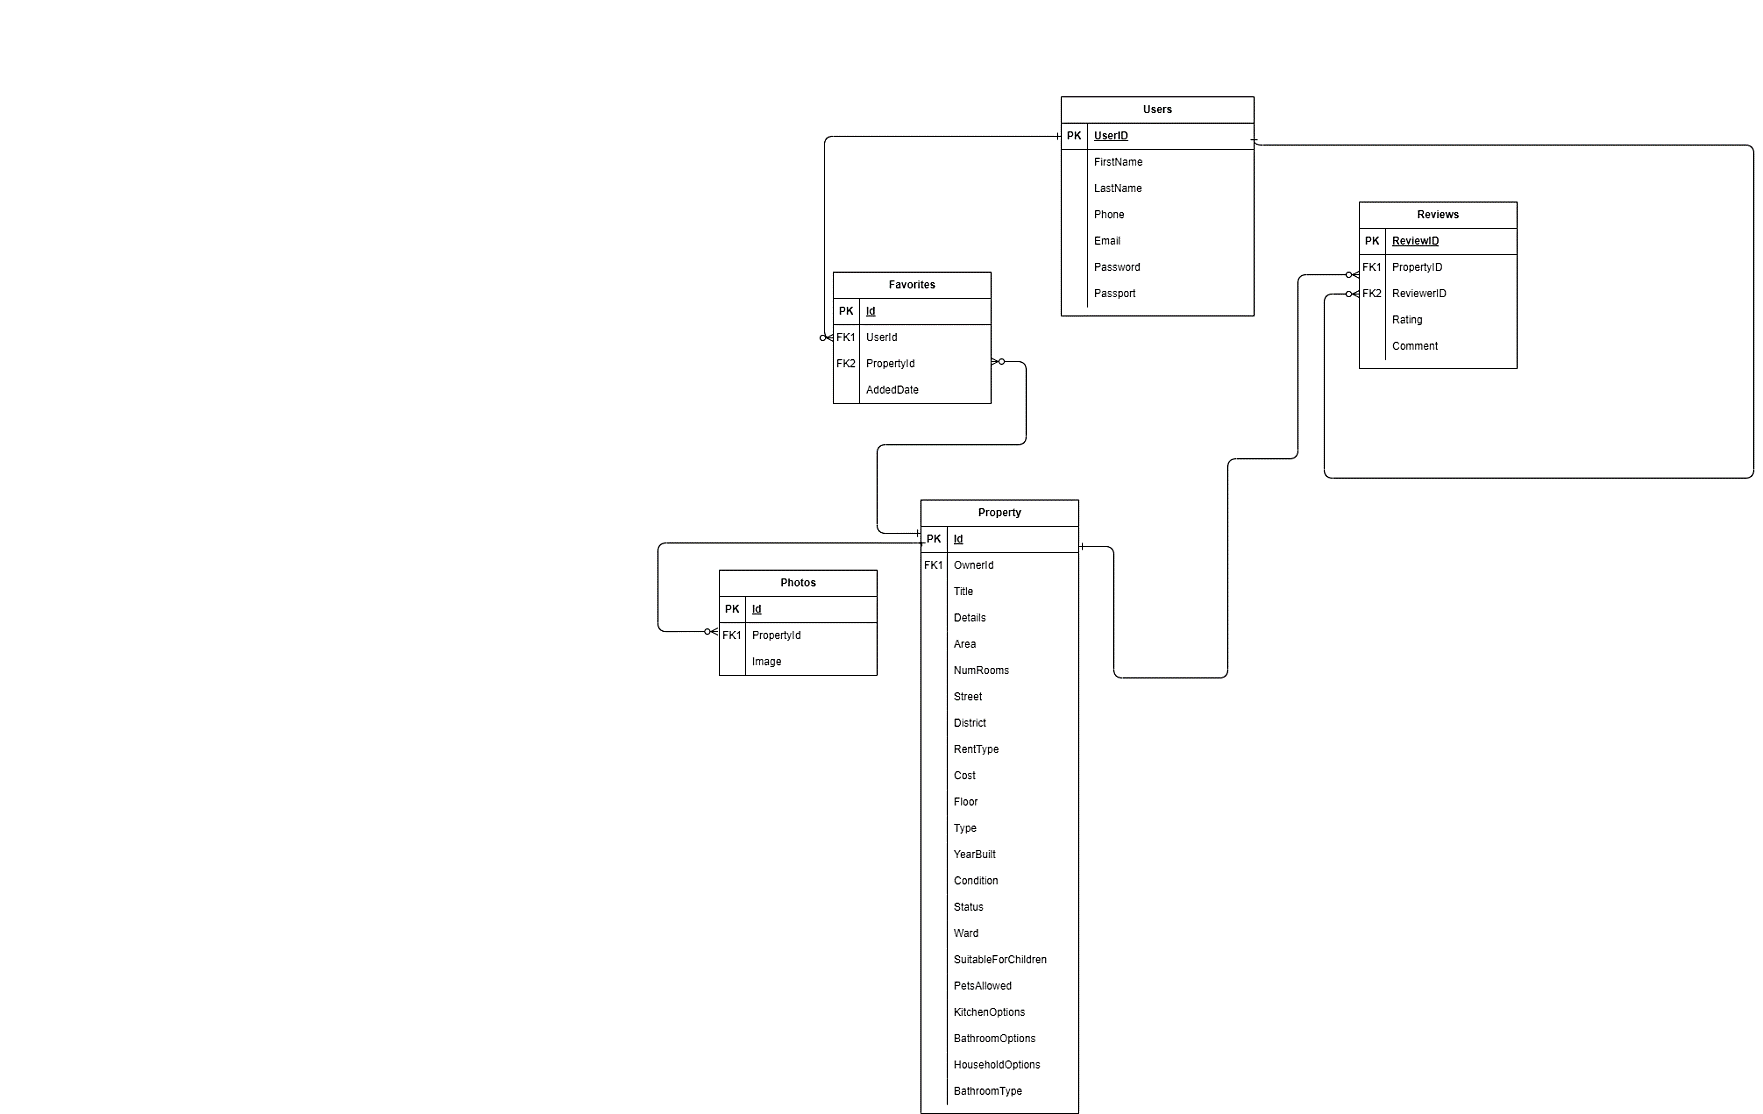 Users
PK UserID
FirstName
LastName
Phone
Email
Password
Passport
Reviews
PK ReviewID
FK1 PropertyID
FK2 ReviewerID
Rating
Comment
Favorites
PK Id
FK1 UserId
FK2 PropertyId
AddedDate
Property
PK Id
FK1 OwnerId
Title
Details
Area
NumRooms
Street
District
RentType
Cost
Floor
Type
YearBuilt
Condition
Status
Ward
SuitableForChildren
PetsAllowed
KitchenOptions
BathroomOptions
HouseholdOptions
BathroomType
Photos
PK Id
FK1 PropertyId
Image